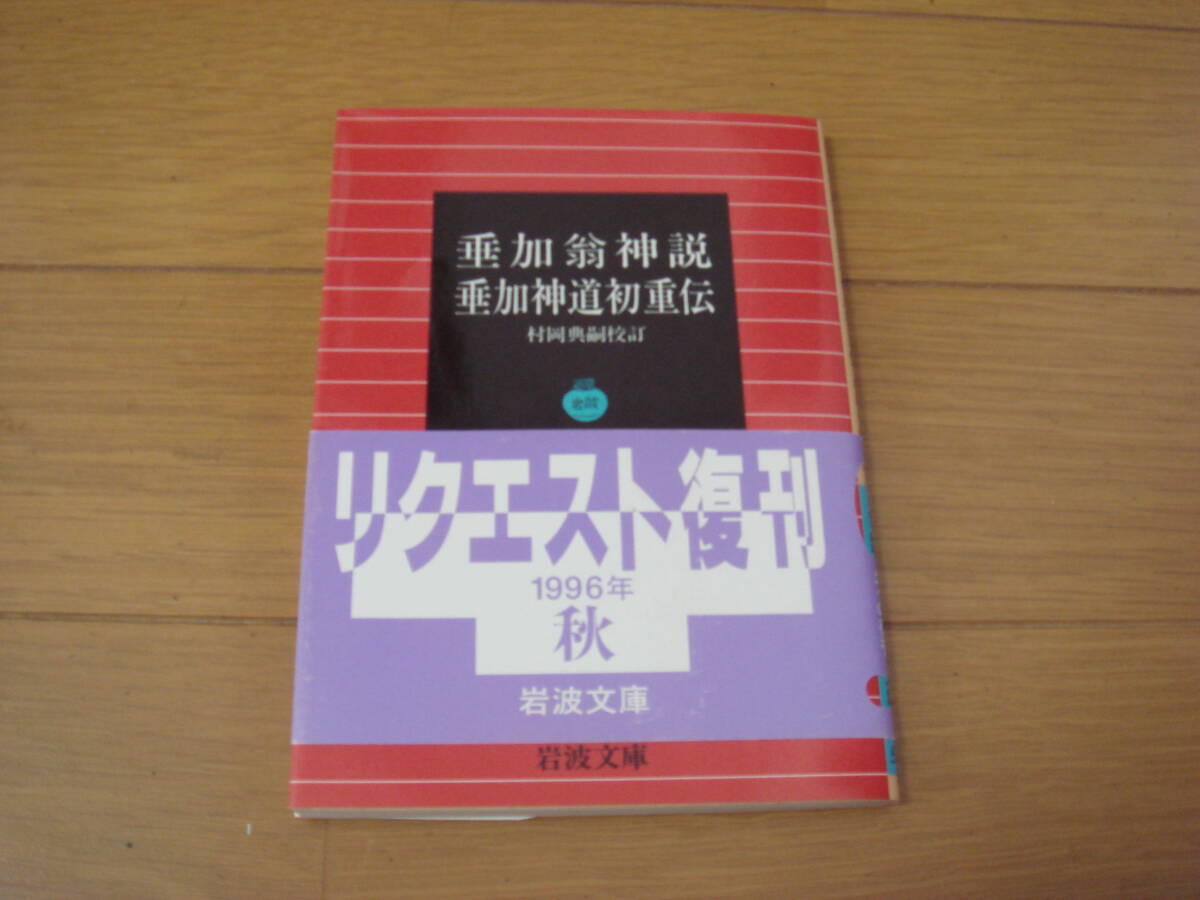 垂加翁神説
垂加神道初重伝
村岡典嗣校訂
リクエスト復刊
1996年
秋
岩波文庫
岩波文庫